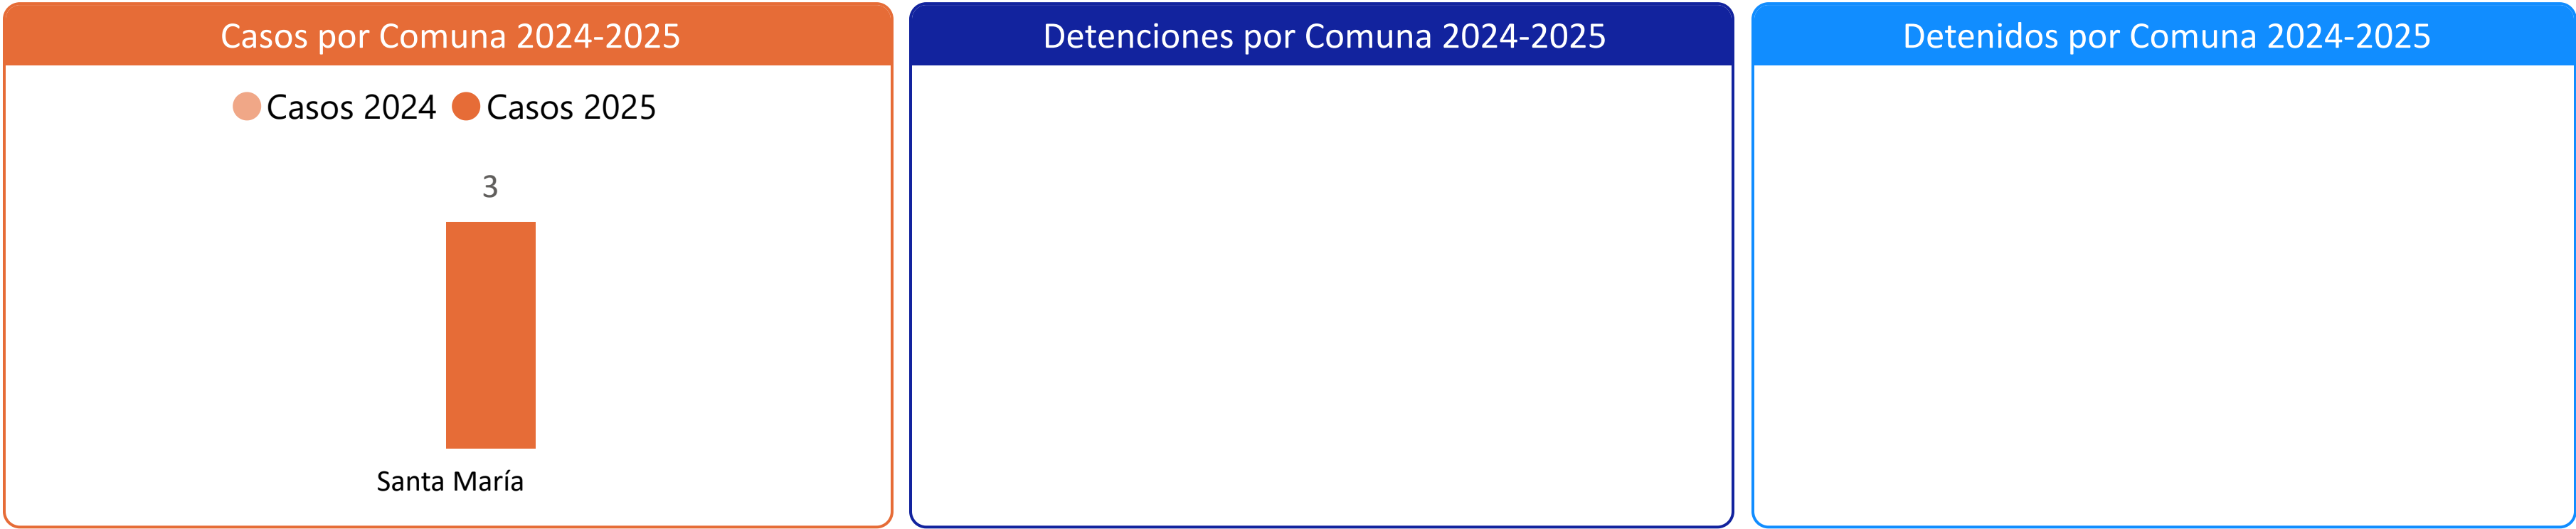 Casos por Comuna 2024-2025
Casos 2024 Casos 2025
3
Santa María
Detenciones por Comuna 2024-2025
Detenidos por Comuna 2024-2025